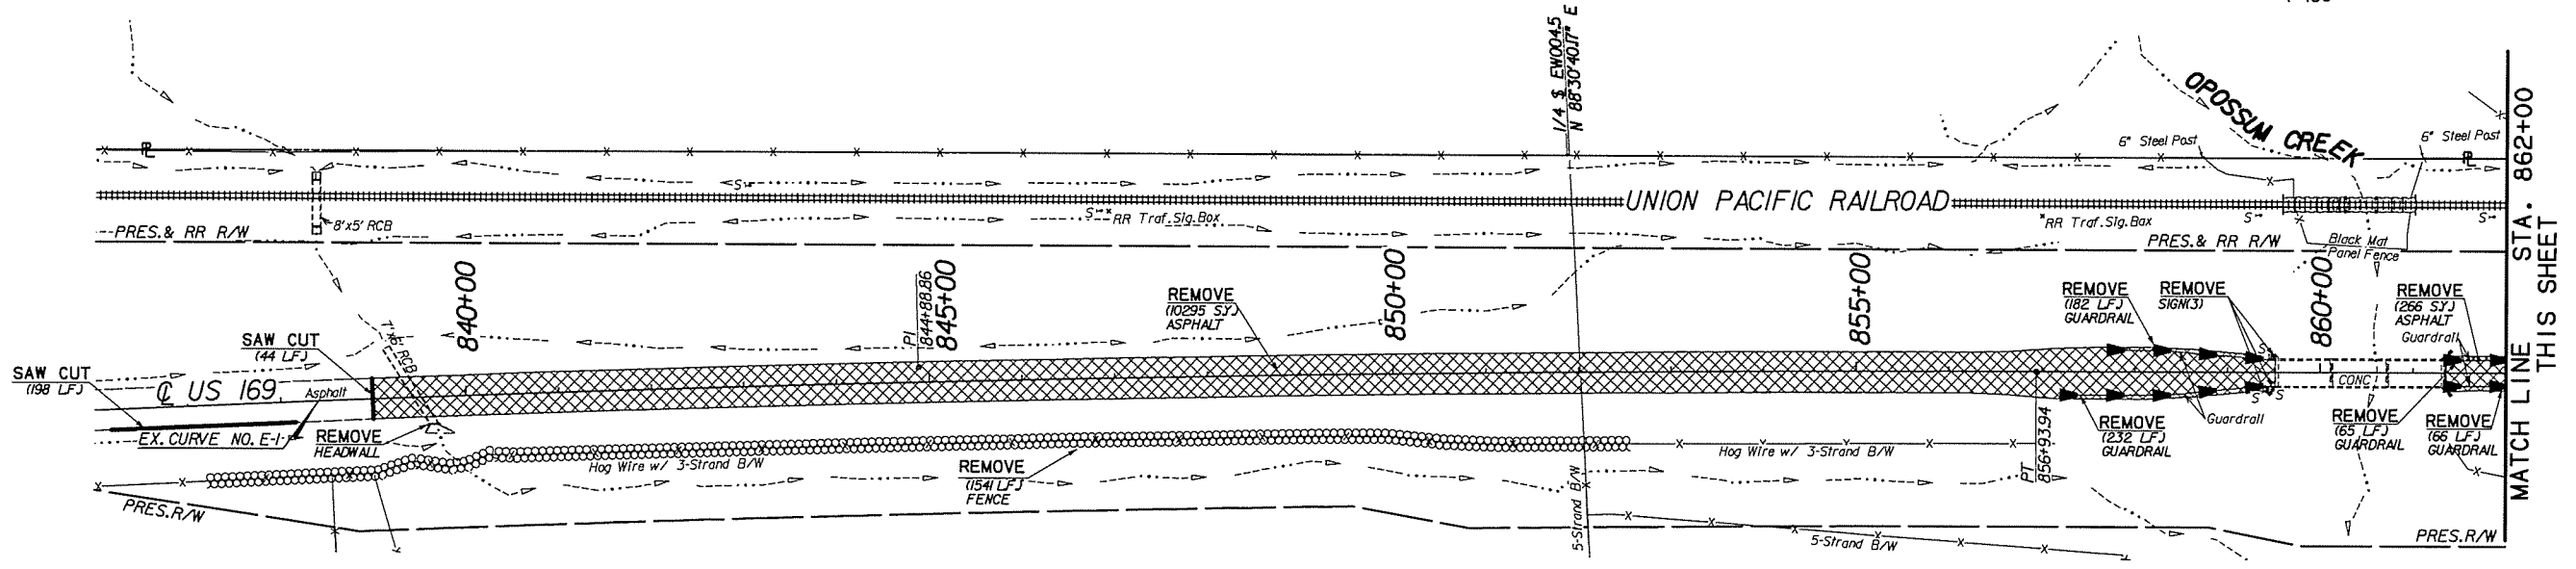 1/4 S EW004.5
N 88°30'40.17" E
OPOSSUM CREEK
6" Steel Post
6" Steel Post
P
L
P
L
S
UNION PACIFIC RAILROAD
8'x5' RCB
S
RR Traf.Sig.Box
RR Traf.Sig.Box
S
S
PRES.& RR R/W
PRES.& RR R/W
Black Mat
Panel Fence
840+00
PI
844+88.86
845+00
850+00
855+00
860+00
REMOVE
(10295 SY)
ASPHALT
REMOVE
(182 LF)
GUARDRAIL
REMOVE
SIGN(3)
REMOVE
(266 SY)
ASPHALT
Guardrail
SAW CUT
(44 LF)
7'x6' RCB
SAW CUT
(198 LF)
CL US 169
Asphalt
EX. CURVE NO. E-1
REMOVE
HEADWALL
S
S
S
CONC
Guardrail
REMOVE
(232 LF)
GUARDRAIL
REMOVE
(65 LF)
GUARDRAIL
REMOVE
(66 LF)
GUARDRAIL
Hog Wire w/ 3-Strand B/W
REMOVE
(1541 LF)
FENCE
Hog Wire w/ 3-Strand B/W
PT
856+93.94
PRES.R/W
5-Strand B/W
5-Strand B/W
PRES.R/W
MATCH LINE STA. 862+00
THIS SHEET